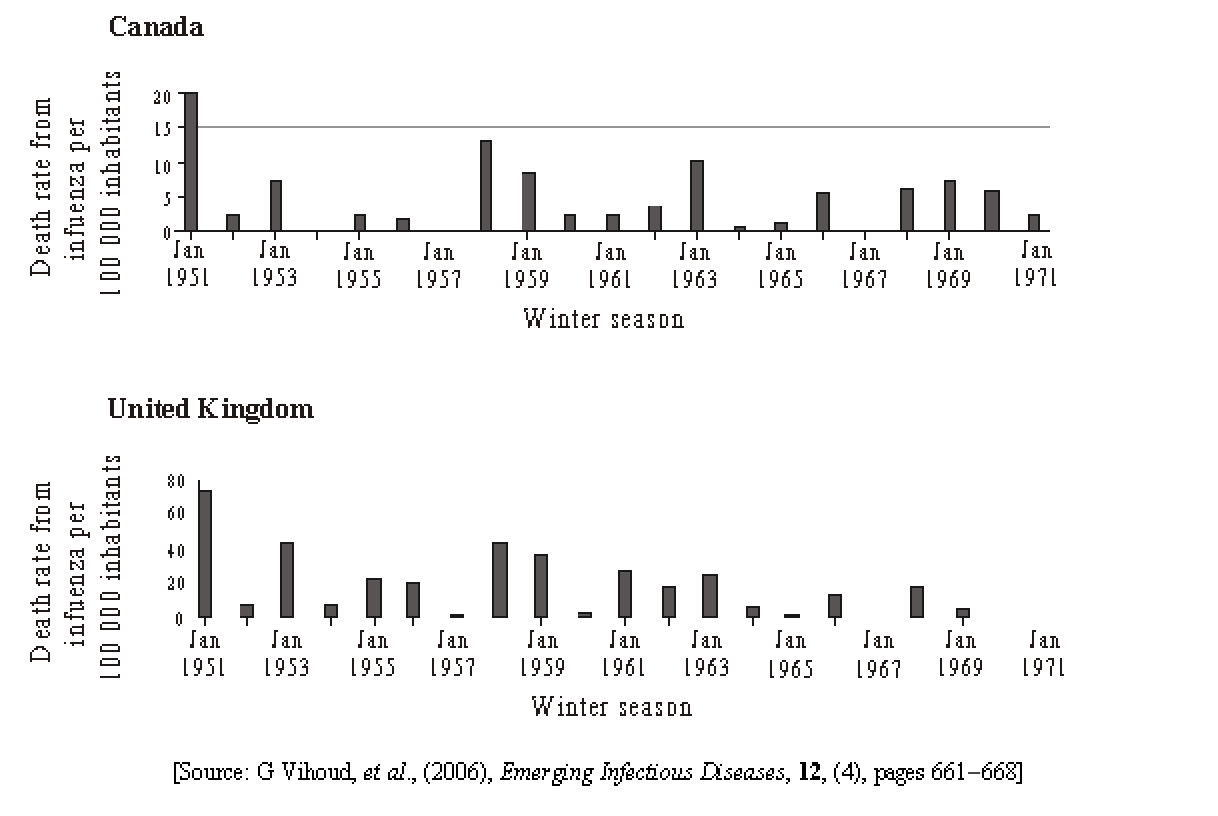 Canada
Death rate from
infuenza per
100 000 inhabitants
20
15
10
5
0
Jan Jan Jan Jan Jan Jan Jan Jan Jan Jan Jan
1951 1953 1955 1957 1959 1961 1963 1965 1967 1969 1971
Winter season
United Kingdom
Death rate from
infuenza per
100 000 inhabitants
80
60
40
20
0
Jan Jan Jan Jan Jan Jan Jan Jan Jan Jan Jan
1951 1953 1955 1957 1959 1961 1963 1965 1967 1969 1971
Winter season
[Source: G Vihoud, et al., (2006), Emerging Infectious Diseases, 12, (4), pages 661–668]